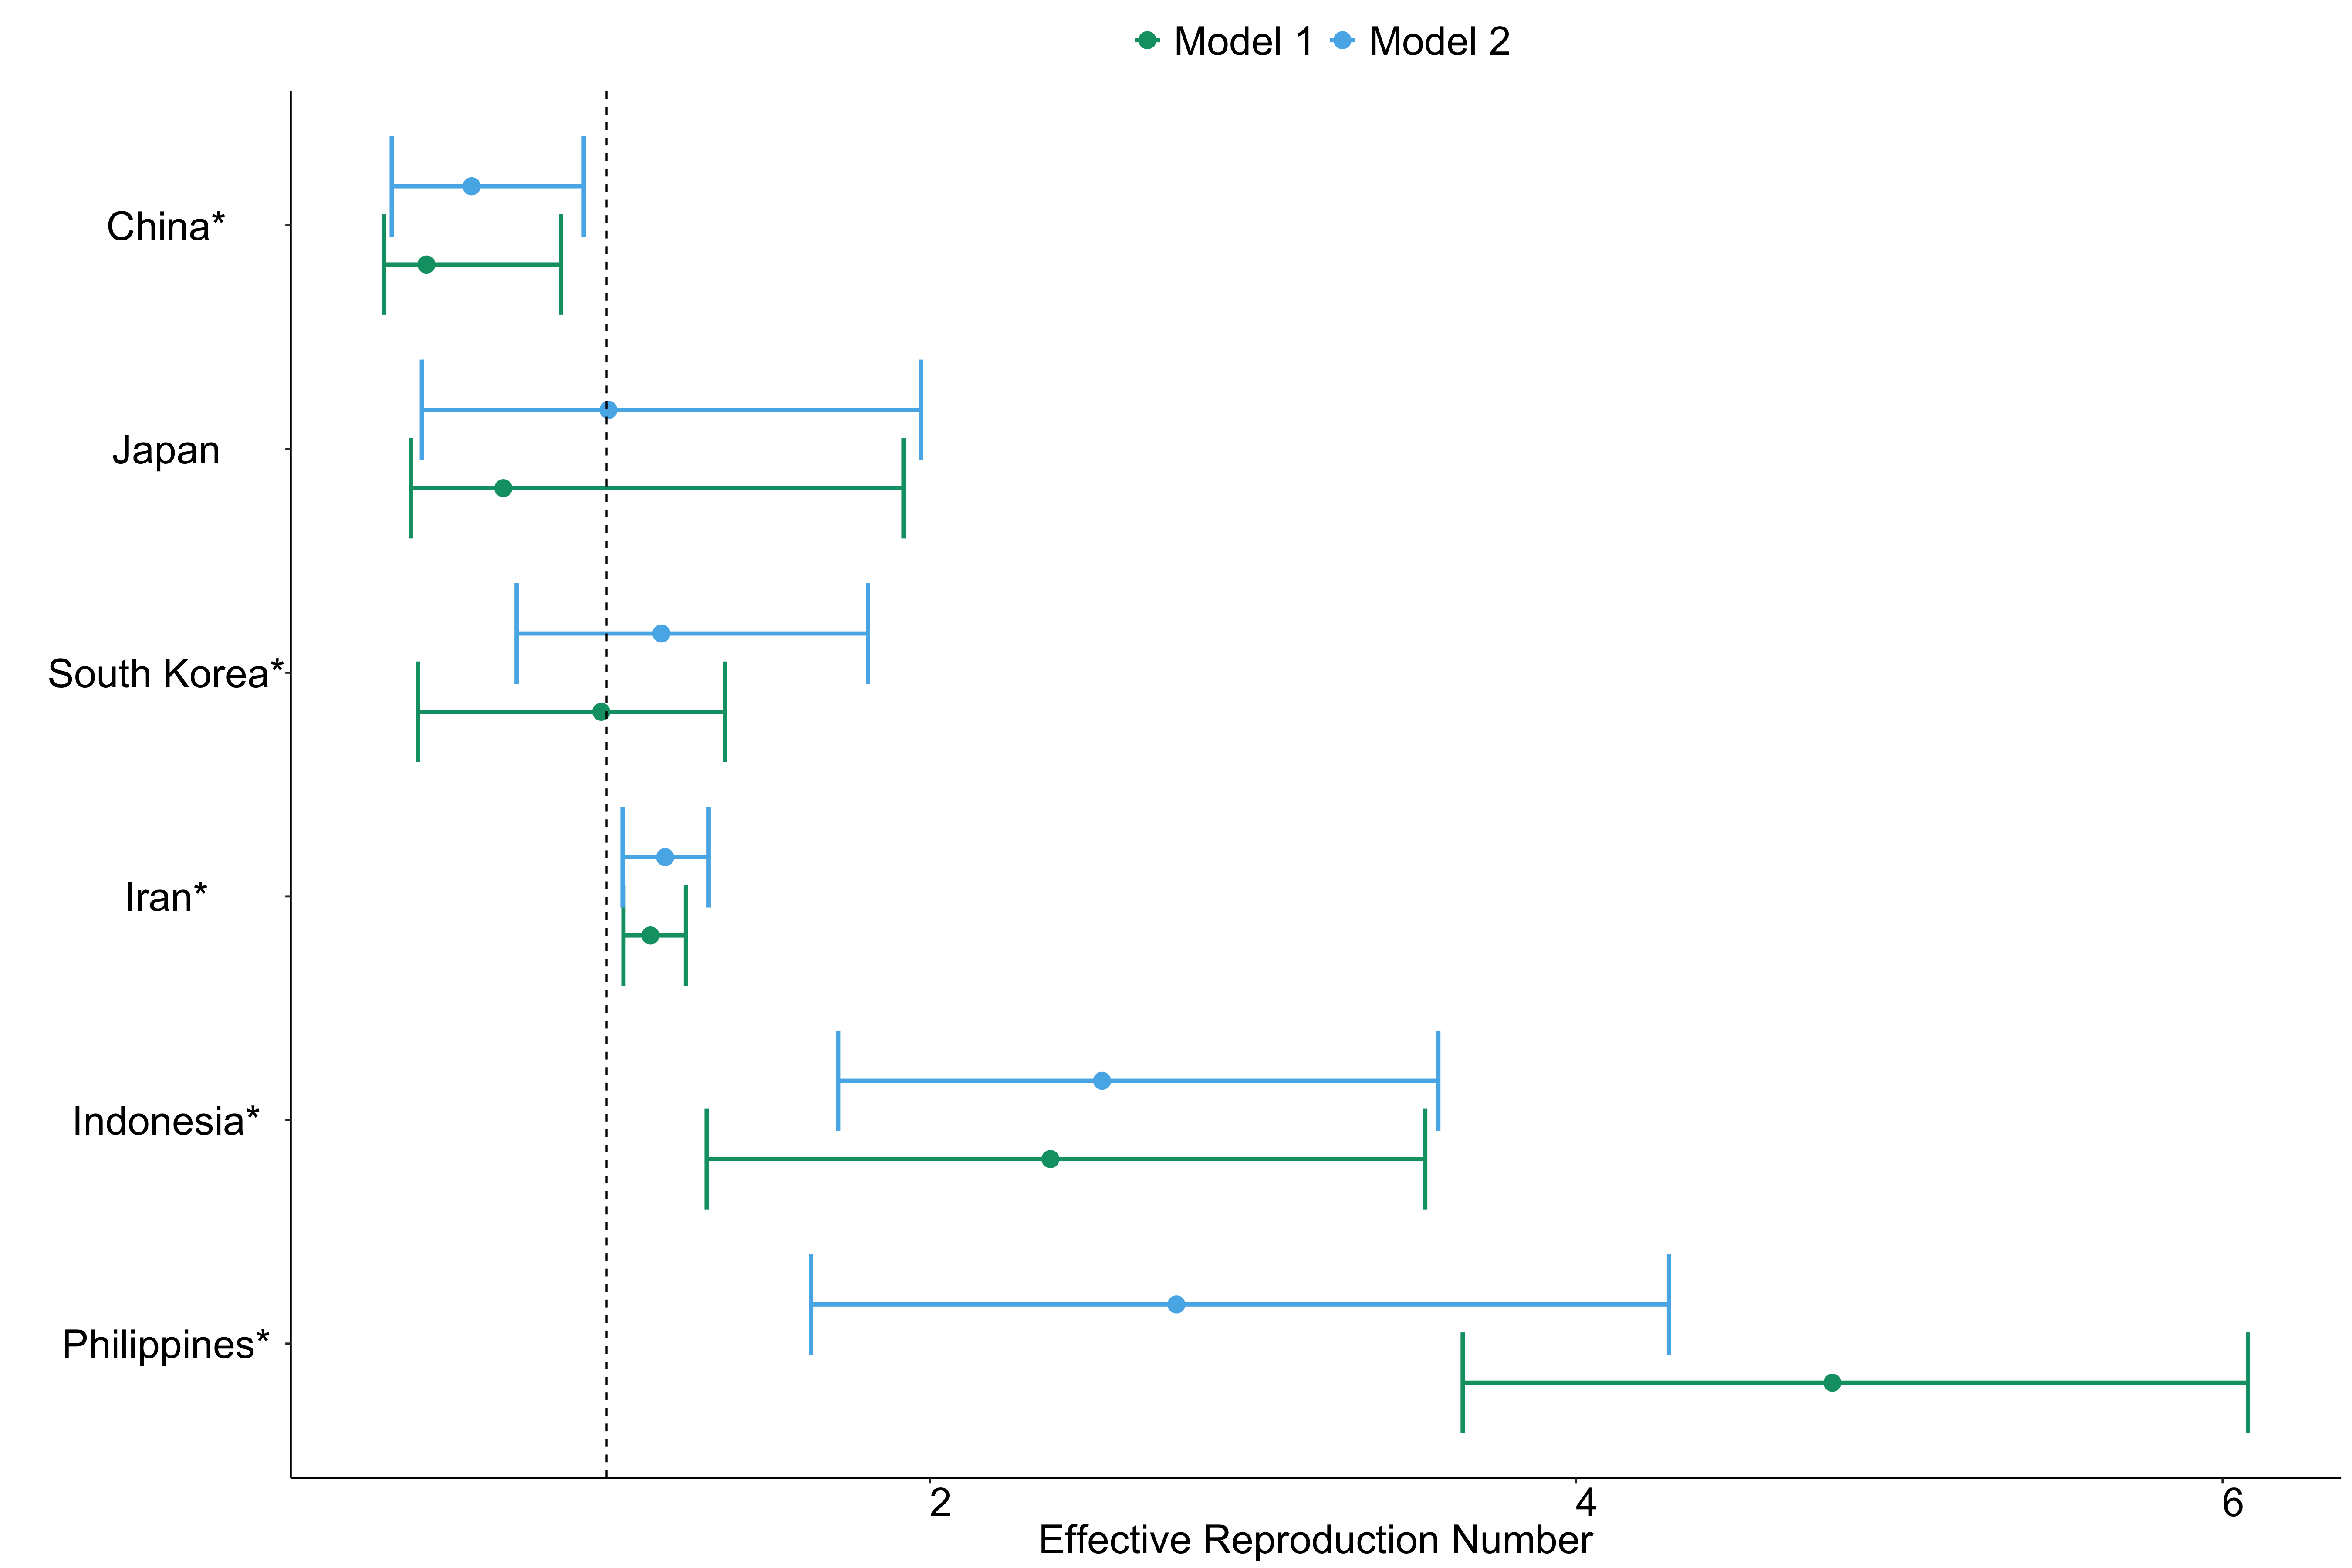 Model 1 Model 2
China*
Japan
South Korea*
Iran*
Indonesia*
Philippines*
2 4 6
Effective Reproduction Number